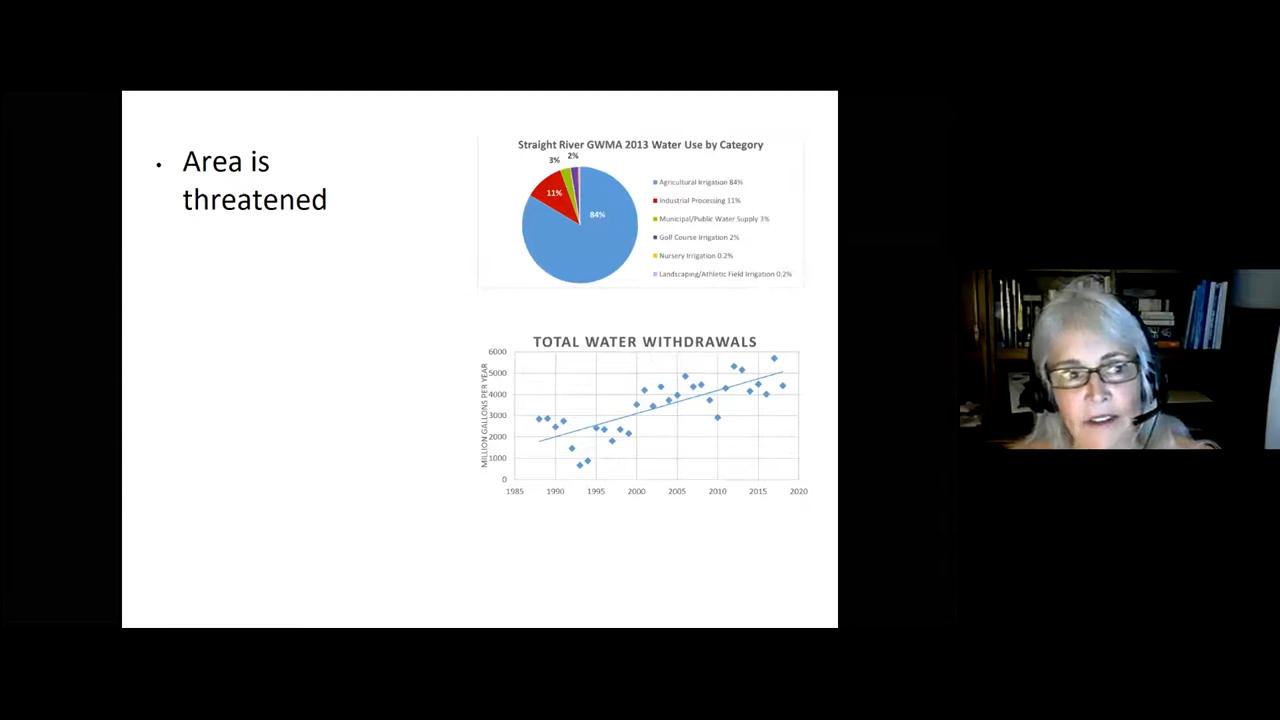 • Area is
threatened
Straight River GWMA 2013 Water Use by Category
3%
2%
11%
84%
Agricultural Irrigation 84%
Industrial Processing 11%
Municipal/Public Water Supply 3%
Golf Course Irrigation 2%
Nursery Irrigation 0.2%
Landscaping/Athletic Field Irrigation 0.2%
TOTAL WATER WITHDRAWALS
MILLION GALLONS PER YEAR
6000
5000
4000
3000
2000
1000
0
1985 1990 1995 2000 2005 2010 2015 2020